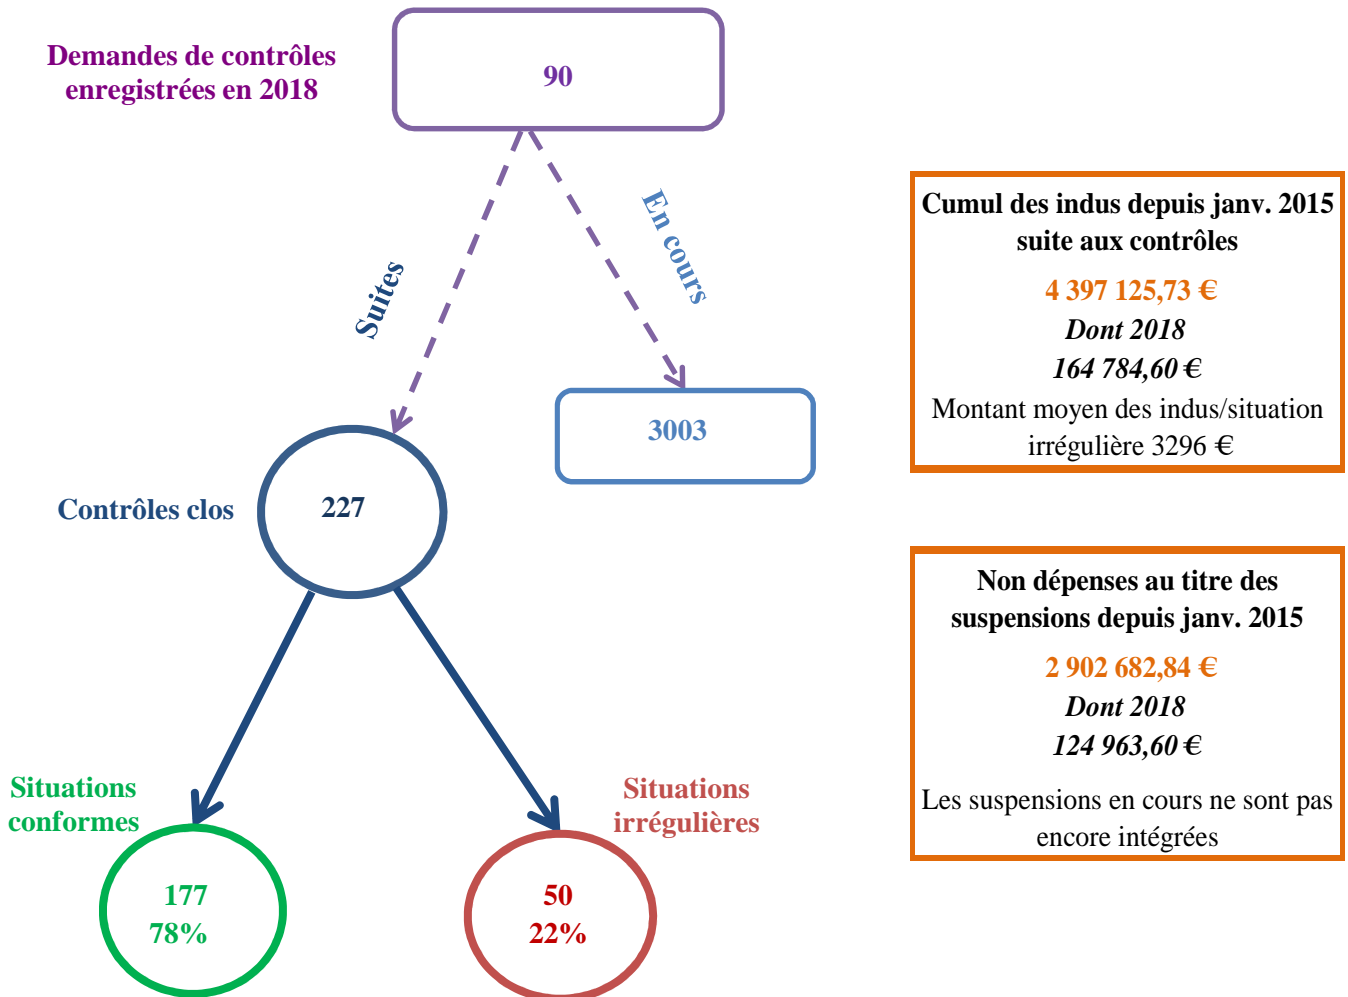 Demandes de contrôles
enregistrées en 2018
90
Suites
En cours
3003
Contrôles clos
227
Situations
conformes
177
78%
Situations
irrégulières
50
22%
Cumul des indus depuis janv. 2015
suite aux contrôles
4 397 125,73 €
Dont 2018
164 784,60 €
Montant moyen des indus/situation
irrégulière 3296 €
Non dépenses au titre des
suspensions depuis janv. 2015
2 902 682,84 €
Dont 2018
124 963,60 €
Les suspensions en cours ne sont pas
encore intégrées